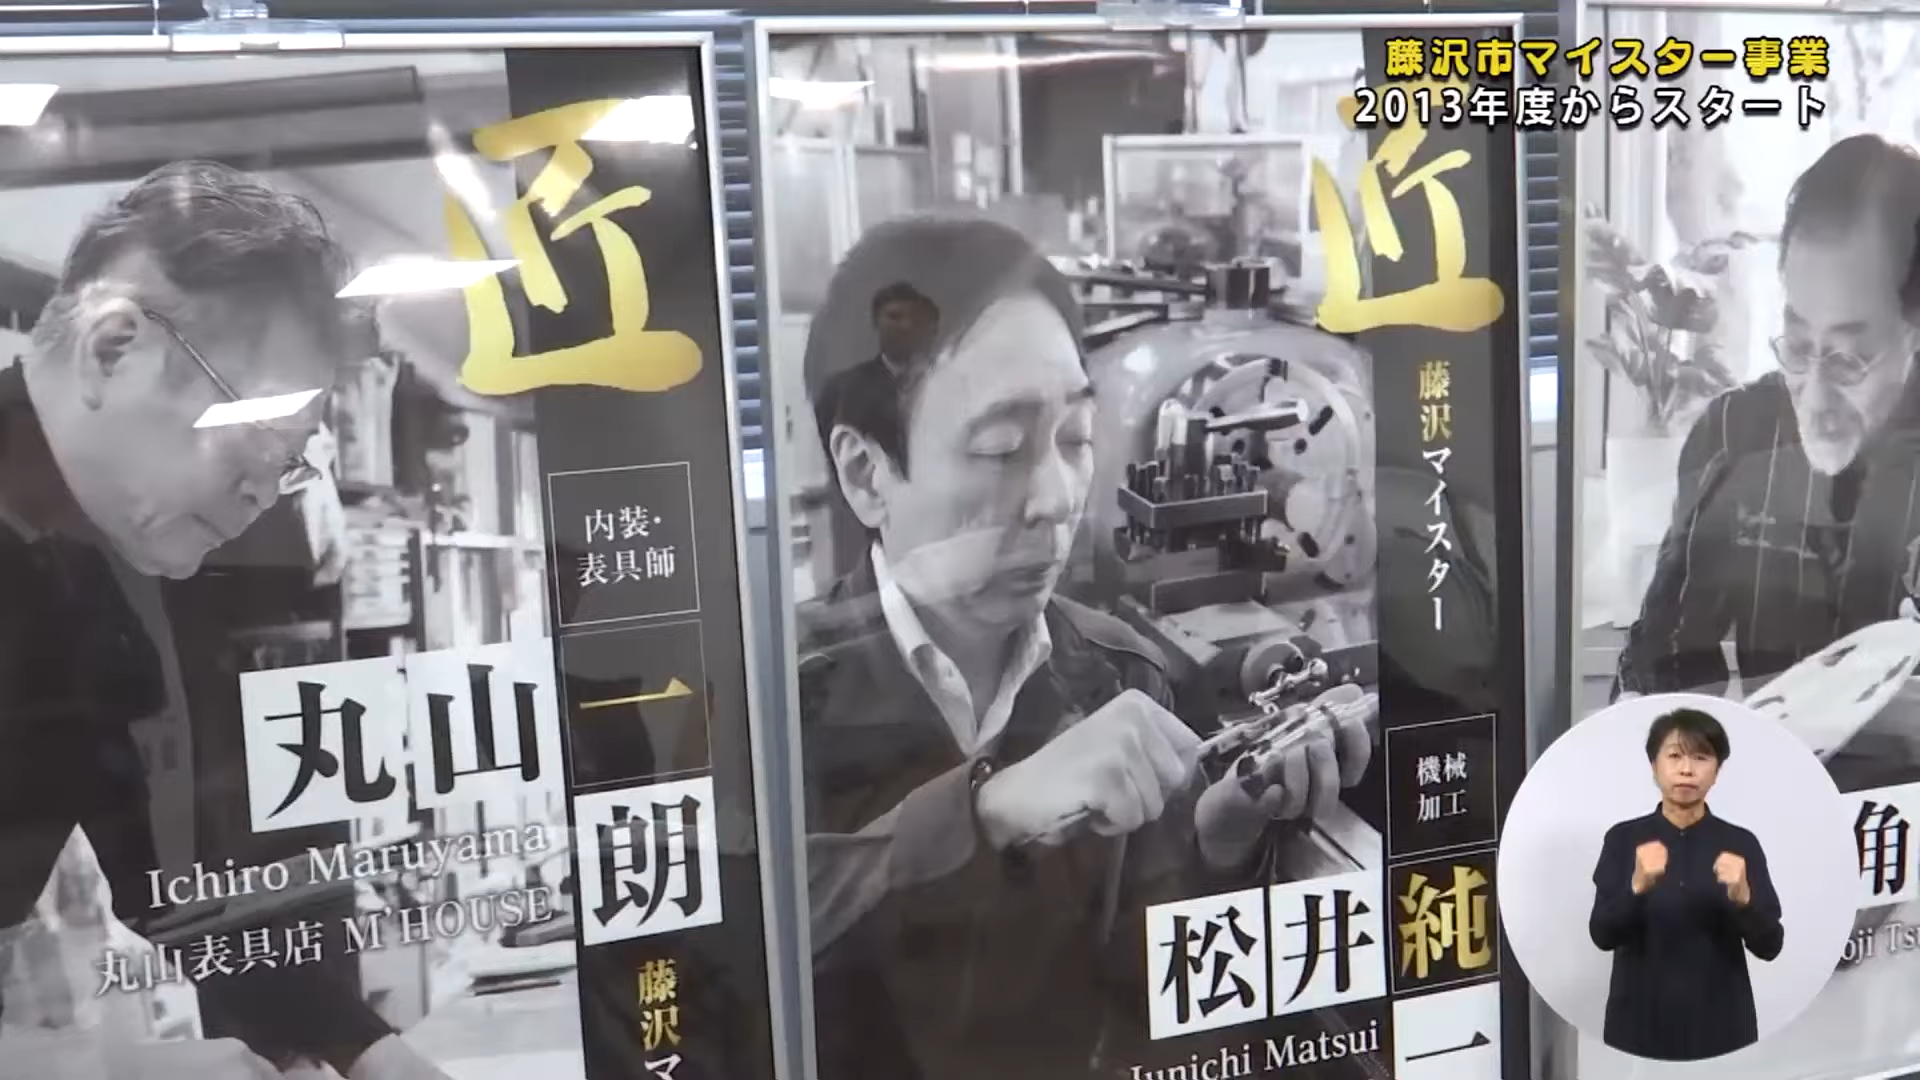 藤沢市マイスター事業
2013年度からスタート
匠
内装・
表具師
丸山
一
朗
Ichiro Maruyama
丸山表具店 M'HOUSE
藤沢マ
匠
藤沢マイスター
機械
加工
松井
純
一
Junichi Matsui
角
oji Tsu